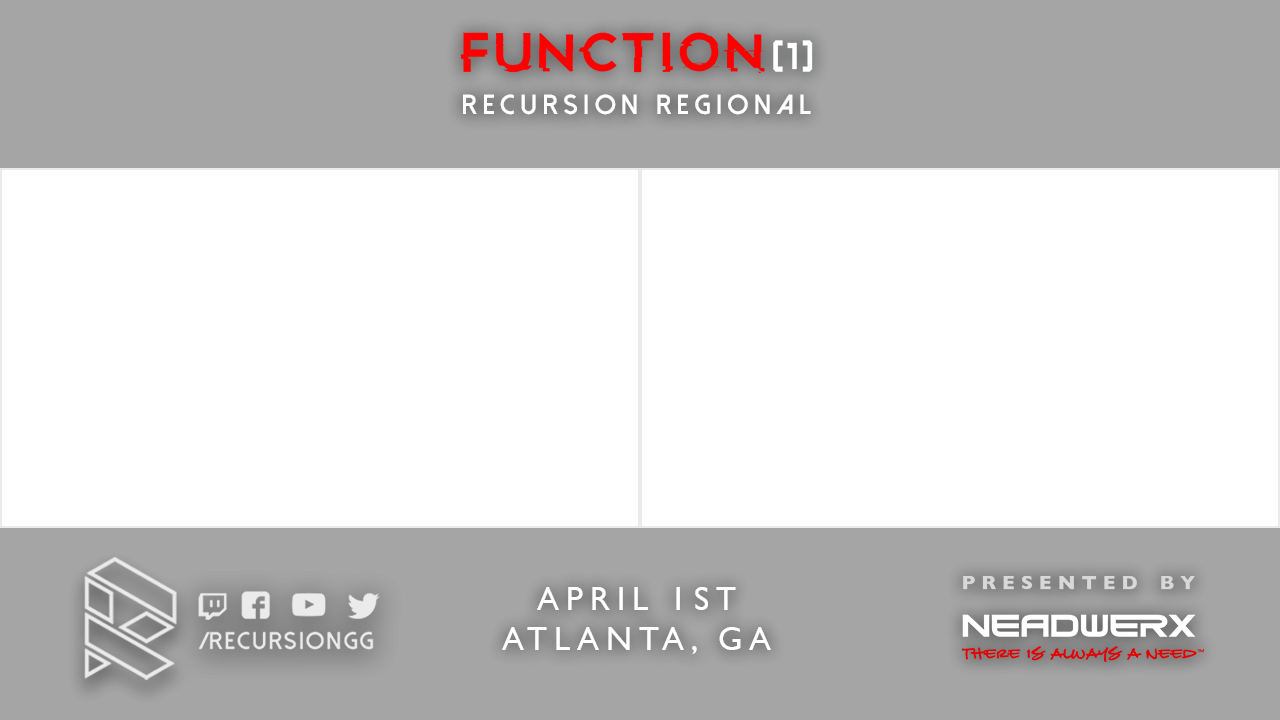 FUNCTION[1]
RECURSION REGIONAL
/RECURSIONGG
APRIL 1ST
ATLANTA, GA
PRESENTED BY
NEADWERX
THERE IS ALWAYS A NEED™